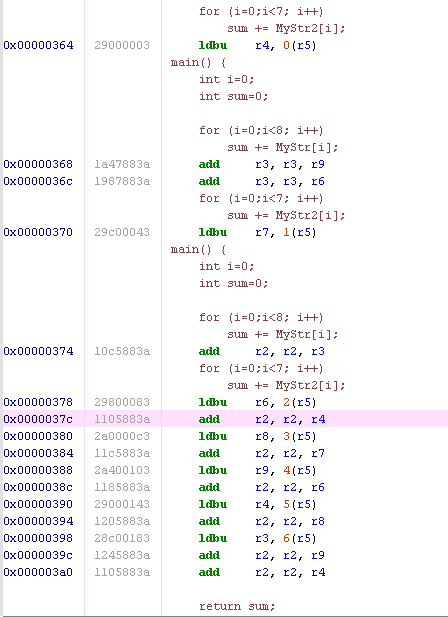 for (i=0;i<7; i++)
sum += MyStr2[i];
0x00000364 29000003 ldbu r4, 0(r5)
main() {
int i=0;
int sum=0;
for (i=0;i<8; i++)
sum += MyStr[i];
0x00000368 1a47883a add r3, r3, r9
0x0000036c 1987883a add r3, r3, r6
for (i=0;i<7; i++)
sum += MyStr2[i];
0x00000370 29c00043 ldbu r7, 1(r5)
main() {
int i=0;
int sum=0;
for (i=0;i<8; i++)
sum += MyStr[i];
0x00000374 10c5883a add r2, r2, r3
for (i=0;i<7; i++)
sum += MyStr2[i];
0x00000378 29800083 ldbu r6, 2(r5)
0x0000037c 1105883a add r2, r2, r4
0x00000380 2a0000c3 ldbu r8, 3(r5)
0x00000384 11c5883a add r2, r2, r7
0x00000388 2a400103 ldbu r9, 4(r5)
0x0000038c 1185883a add r2, r2, r6
0x00000390 29000143 ldbu r4, 5(r5)
0x00000394 1205883a add r2, r2, r8
0x00000398 28c00183 ldbu r3, 6(r5)
0x0000039c 1245883a add r2, r2, r9
0x000003a0 1105883a add r2, r2, r4
return sum;